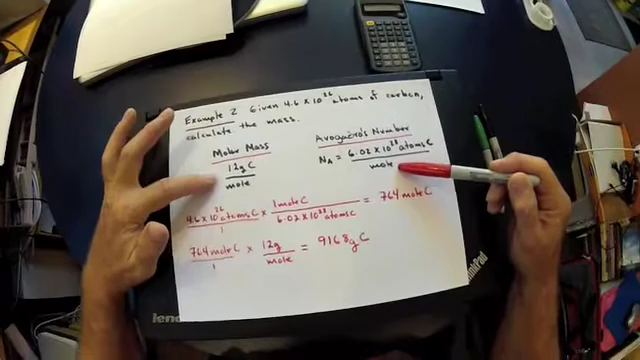 Example 2 Given 4.6 x 10^26 atoms of carbon,
calculate the mass.
Molar Mass
12g C
mole
Avogadro's Number
NA = 6.02 x 10^23 atoms C
mole
4.6 x 10^26 atoms C x 1 mole C = 764 mole C
1 6.02 x 10^23 atoms C
764 mole C x 12g = 9168g C
1 mole
lenovo
ThinkPad